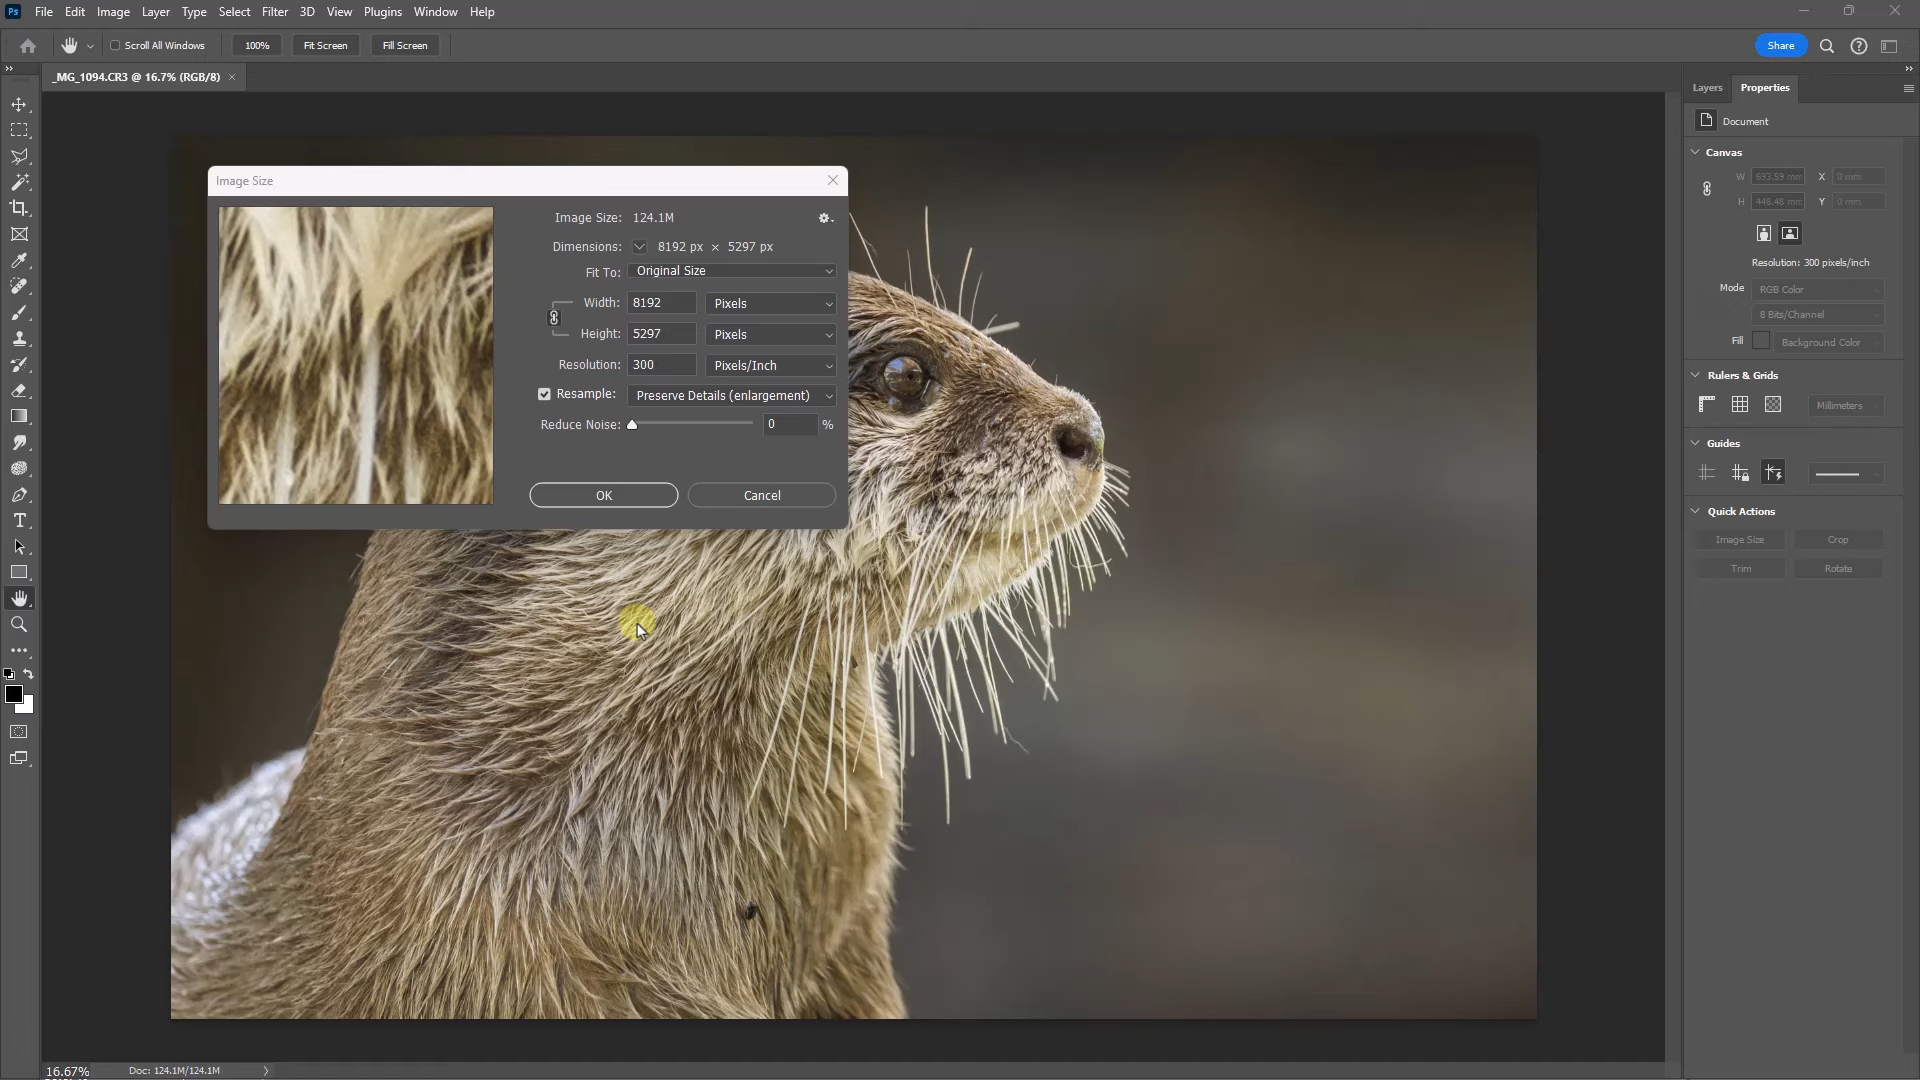 Ps File Edit Image Layer Type Select Filter 3D View Plugins Window Help
Scroll All Windows 100% Fit Screen Fill Screen Share
_MG_1094.CR3 @ 16.7% (RGB/8) ×
Layers Properties
Document
Canvas
W 693.59 mm X 0 mm
H 448.48 mm Y 0 mm
Resolution: 300 pixels/inch
Mode RGB Color
8 Bits/Channel
Fill Background Color
Rulers & Grids
Millimeters
Guides
Quick Actions
Image Size Crop
Trim Rotate
Image Size
Image Size: 124.1M
Dimensions: 8192 px × 5297 px
Fit To: Original Size
Width: 8192 Pixels
Height: 5297 Pixels
Resolution: 300 Pixels/Inch
Resample: Preserve Details (enlargement)
Reduce Noise: 0 %
OK Cancel
16.67% Doc: 124.1M/124.1M